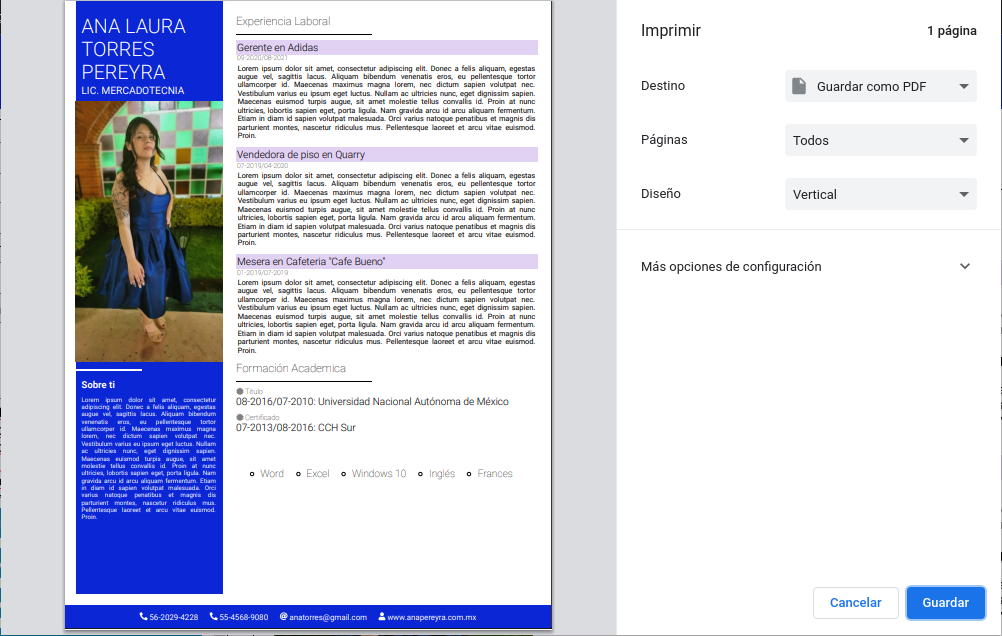 ANA LAURA
TORRES
PEREYRA
LIC. MERCADOTECNIA
Sobre ti
Lorem ipsum dolor sit amet, consectetur
adipiscing elit. Donec a felis aliquam, egestas
augue vel, sagittis lacus. Aliquam bibendum
venenatis eros, eu pellentesque tortor
ullamcorper id. Maecenas maximus magna
lorem, nec dictum sapien volutpat nec.
Vestibulum varius eu ipsum eget luctus. Nullam
ac ultricies nunc, eget dignissim sapien.
Maecenas euismod turpis augue, sit amet
molestie tellus convallis id. Proin at nunc
ultricies, lobortis sapien eget, porta ligula. Nam
gravida arcu id arcu aliquam fermentum. Etiam
in diam id sapien volutpat malesuada. Orci
varius natoque penatibus et magnis dis
parturient montes, nascetur ridiculus mus.
Pellentesque laoreet et arcu vitae euismod.
Proin.
Experiencia Laboral
Gerente en Adidas
09-2020/08-2021
Lorem ipsum dolor sit amet, consectetur adipiscing elit. Donec a felis aliquam, egestas
augue vel, sagittis lacus. Aliquam bibendum venenatis eros, eu pellentesque tortor
ullamcorper id. Maecenas maximus magna lorem, nec dictum sapien volutpat nec.
Vestibulum varius eu ipsum eget luctus. Nullam ac ultricies nunc, eget dignissim sapien.
Maecenas euismod turpis augue, sit amet molestie tellus convallis id. Proin at nunc
ultricies, lobortis sapien eget, porta ligula. Nam gravida arcu id arcu aliquam fermentum.
Etiam in diam id sapien volutpat malesuada. Orci varius natoque penatibus et magnis dis
parturient montes, nascetur ridiculus mus. Pellentesque laoreet et arcu vitae euismod.
Proin.
Vendedora de piso en Quarry
07-2019/04-2020
Lorem ipsum dolor sit amet, consectetur adipiscing elit. Donec a felis aliquam, egestas
augue vel, sagittis lacus. Aliquam bibendum venenatis eros, eu pellentesque tortor
ullamcorper id. Maecenas maximus magna lorem, nec dictum sapien volutpat nec.
Vestibulum varius eu ipsum eget luctus. Nullam ac ultricies nunc, eget dignissim sapien.
Maecenas euismod turpis augue, sit amet molestie tellus convallis id. Proin at nunc
ultricies, lobortis sapien eget, porta ligula. Nam gravida arcu id arcu aliquam fermentum.
Etiam in diam id sapien volutpat malesuada. Orci varius natoque penatibus et magnis dis
parturient montes, nascetur ridiculus mus. Pellentesque laoreet et arcu vitae euismod.
Proin.
Mesera en Cafeteria "Cafe Bueno"
01-2019/07-2019
Lorem ipsum dolor sit amet, consectetur adipiscing elit. Donec a felis aliquam, egestas
augue vel, sagittis lacus. Aliquam bibendum venenatis eros, eu pellentesque tortor
ullamcorper id. Maecenas maximus magna lorem, nec dictum sapien volutpat nec.
Vestibulum varius eu ipsum eget luctus. Nullam ac ultricies nunc, eget dignissim sapien.
Maecenas euismod turpis augue, sit amet molestie tellus convallis id. Proin at nunc
ultricies, lobortis sapien eget, porta ligula. Nam gravida arcu id arcu aliquam fermentum.
Etiam in diam id sapien volutpat malesuada. Orci varius natoque penatibus et magnis dis
parturient montes, nascetur ridiculus mus. Pellentesque laoreet et arcu vitae euismod.
Proin.
Formación Academica
Titulo
08-2016/07-2010: Universidad Nacional Autónoma de México
Certificado
07-2013/08-2016: CCH Sur
Word Excel Windows 10 Inglés Frances
56-2029-4228 55-4568-9080 anatorres@gmail.com www.anapereyra.com.mx
Imprimir 1 página
Destino Guardar como PDF
Páginas Todos
Diseño Vertical
Más opciones de configuración
Cancelar Guardar